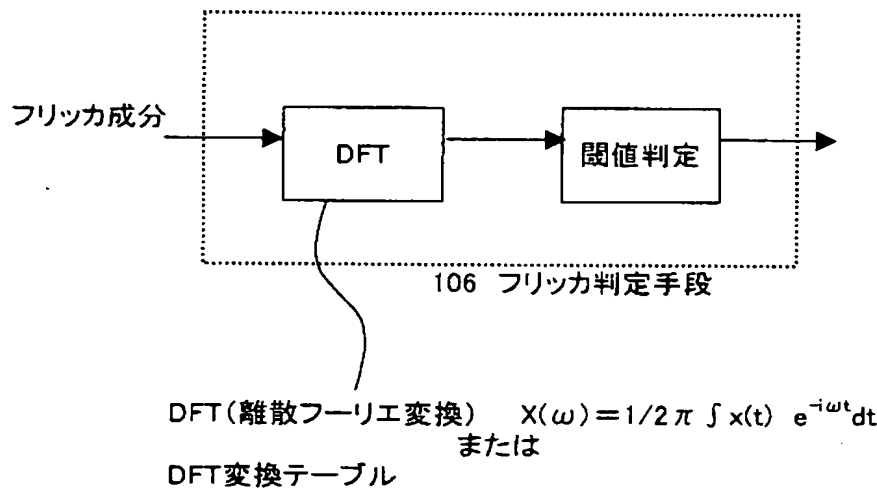 フリッカ成分
DFT
閾値判定
106 フリッカ判定手段
DFT(離散フーリエ変換) X(ω)=1/2π∫x(t) e^{-iωt}dt
または
DFT変換テーブル